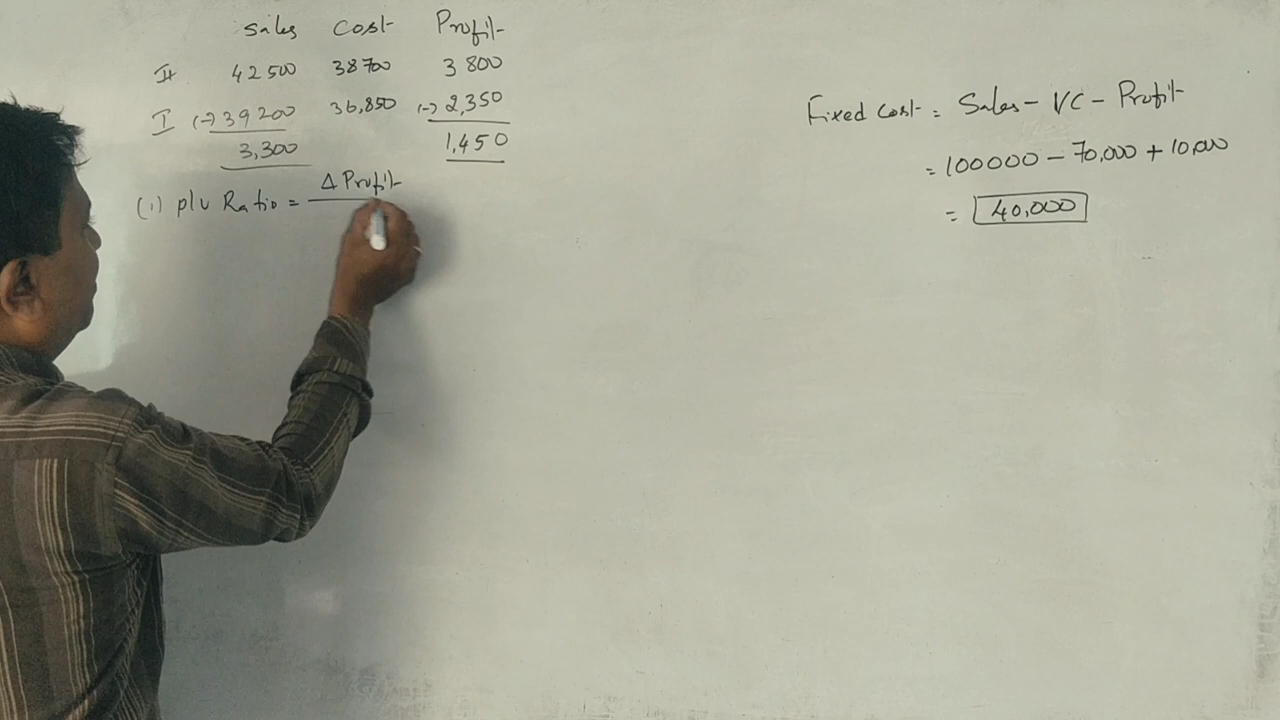 Sales Cost Profit
II 42500 38700 3800
I (-) 39200 36,850 (-) 2,350
3,300 1,450
(i) p/v Ratio = Δ Profit
Fixed Cost = Sales - VC - Profit
= 100000 - 70,000 + 10,000
= 40,000